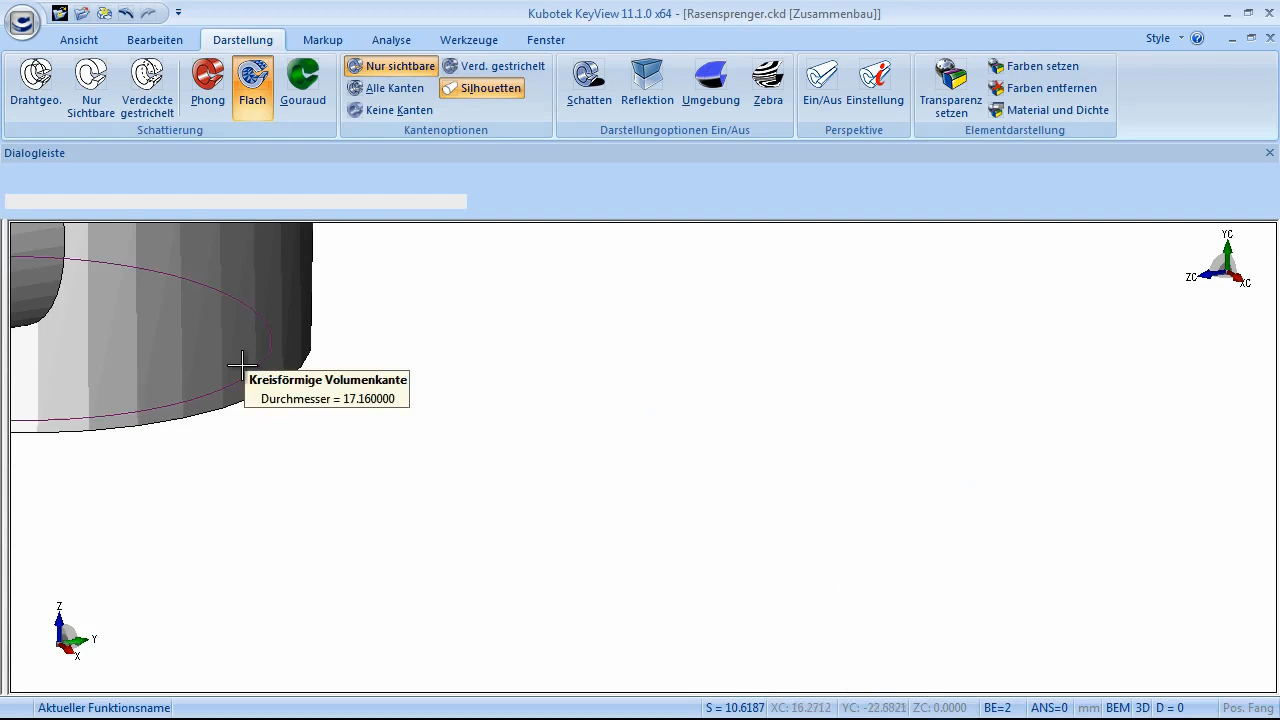 Kubotek KeyView 11.1.0 x64 - [Rasensprenger.ckd [Zusammenbau]]
Ansicht Bearbeiten Darstellung Markup Analyse Werkzeuge Fenster Style
Drahtgeo. Nur Sichtbare Verdeckte gestrichelt Phong Flach Gouraud
Schattierung
Nur sichtbare Verd. gestrichelt
Alle Kanten Silhouetten
Keine Kanten
Kantenoptionen
Schatten Reflektion Umgebung Zebra
Darstellungoptionen Ein/Aus
Ein/Aus Einstellung
Perspektive
Transparenz setzen
Farben setzen
Farben entfernen
Material und Dichte
Elementdarstellung
Dialogleiste
YC
ZC
XC
Kreisförmige Volumenkante
Durchmesser = 17.160000
Z
Y
X
Aktueller Funktionsname S = 10.6187 XC: 16.2712 YC: -22.6821 ZC: 0.0000 BE=2 ANS=0 mm BEM 3D D = 0 Pos. Fang